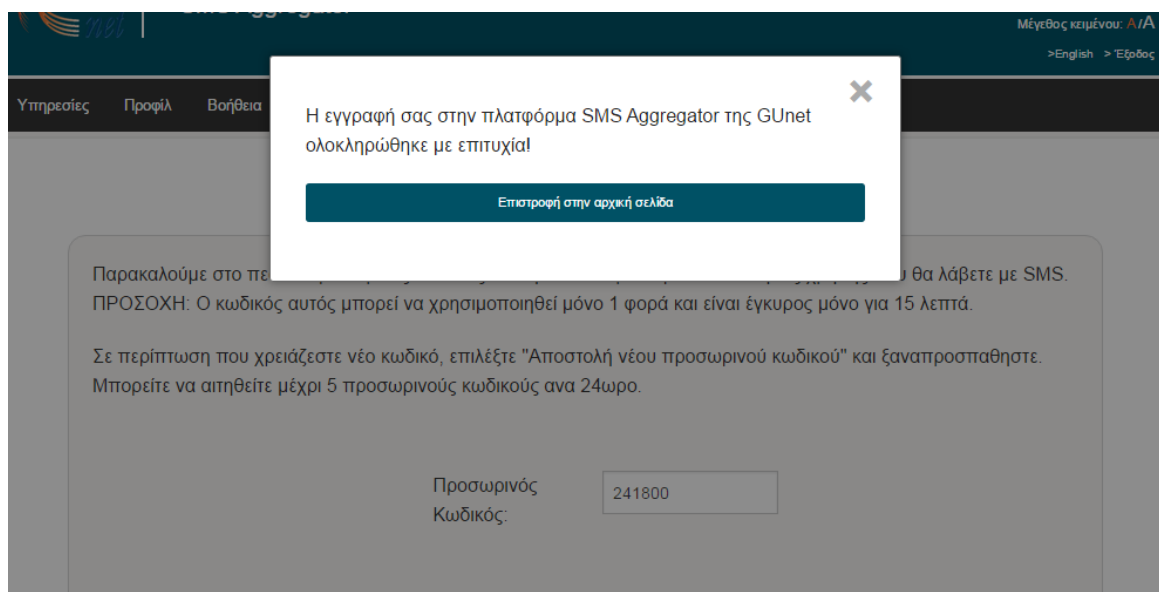 net
SMS Aggregator
Μέγεθος κειμένου: A/A
>English > Έξοδος
Υπηρεσίες Προφίλ Βοήθεια
Η εγγραφή σας στην πλατφόρμα SMS Aggregator της GUnet
ολοκληρώθηκε με επιτυχία!
Επιστροφή στην αρχική σελίδα
Παρακαλούμε στο θα λάβετε με SMS.
ΠΡΟΣΟΧΗ: Ο κωδικός αυτός μπορεί να χρησιμοποιηθεί μόνο 1 φορά και είναι έγκυρος μόνο για 15 λεπτά.
Σε περίπτωση που χρειάζεστε νέο κωδικό, επιλέξτε "Αποστολή νέου προσωρινού κωδικού" και ξαναπροσπαθηστε.
Μπορείτε να αιτηθείτε μέχρι 5 προσωρινούς κωδικούς ανα 24ωρο.
Προσωρινός
Κωδικός:
241800